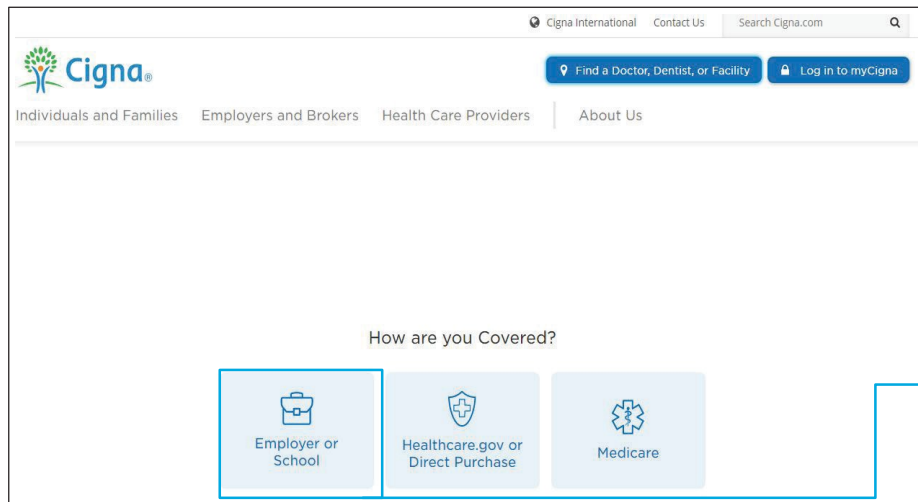 Cigna International Contact Us Search Cigna.com
Cigna®
Find a Doctor, Dentist, or Facility Log in to myCigna
Individuals and Families Employers and Brokers Health Care Providers About Us
How are you Covered?
Employer or
School
Healthcare.gov or
Direct Purchase
Medicare